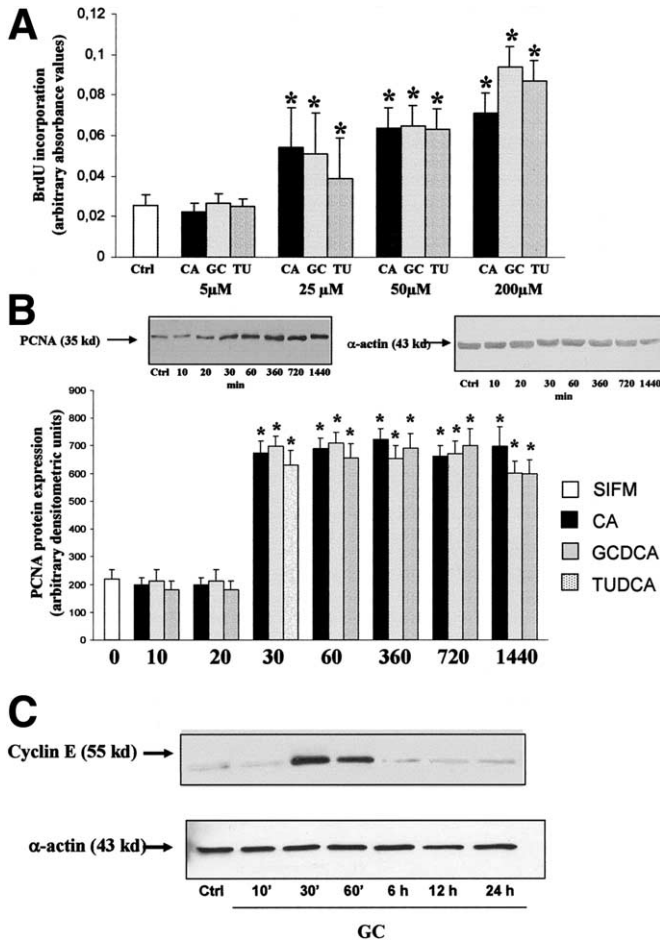 A
BrdU incorporation
(arbitrary absorbance values)
0,12
0,1
0,08
0,06
0,04
0,02
0
* * * * * * * * *
Ctrl CA GC TU CA GC TU CA GC TU CA GC TU
5µM 25 µM 50µM 200µM
B
PCNA (35 kd)
Ctrl 10 20 30 60 360 720 1440
min
α-actin (43 kd)
Ctrl 10 20 30 60 360 720 1440
min
PCNA protein expression
(arbitrary densitometric units)
900
800
700
600
500
400
300
200
100
0
* * * * * * * * * * * * * * *
0 10 20 30 60 360 720 1440
SIFM
CA
GCDCA
TUDCA
C
Cyclin E (55 kd)
α-actin (43 kd)
Ctrl 10’ 30’ 60’ 6 h 12 h 24 h
GC